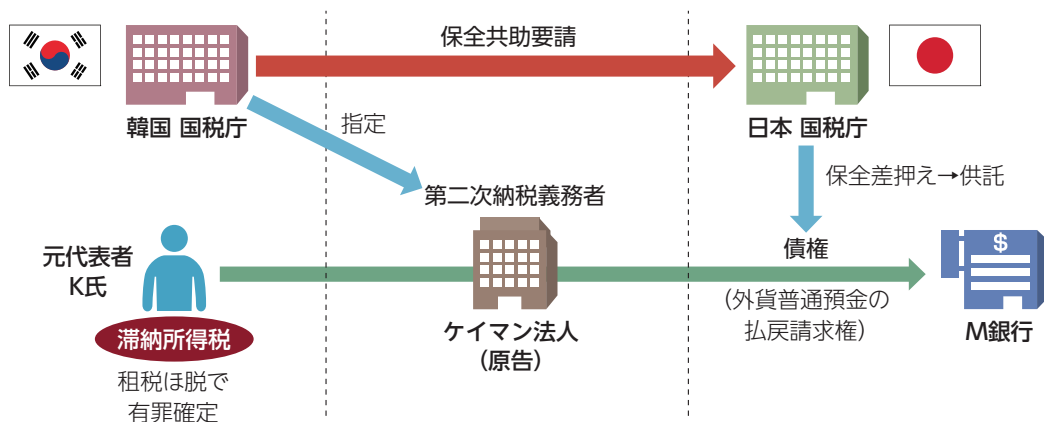 保全共助要請
韓国 国税庁
日本 国税庁
指定
保全差押え→供託
第二次納税義務者
元代表者
K氏
$
債権
(外貨普通預金の
払戻請求権)
滞納所得税
ケイマン法人
(原告)
M銀行
租税ほ脱で
有罪確定